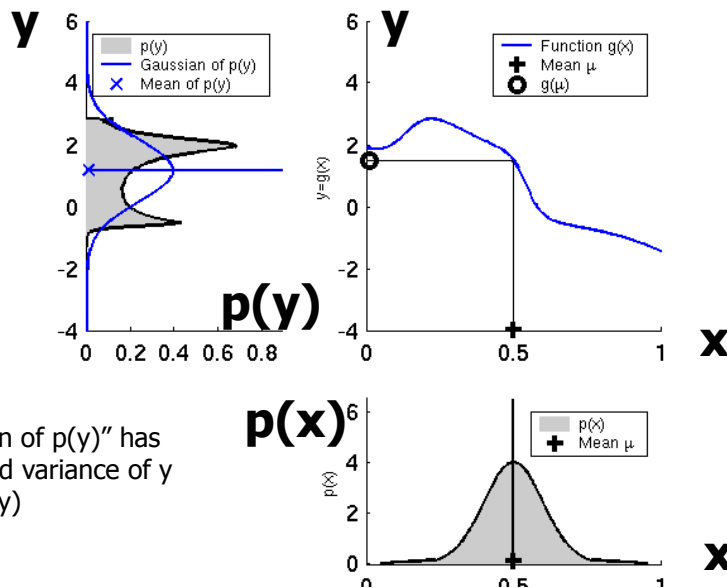 y
6
4
2
0
-2
-4
p(y)
Gaussian of p(y)
Mean of p(y)
0 0.2 0.4 0.6 0.8
p(y)
y
6
4
2
0
-2
-4
y=g(x)
Function g(x)
Mean μ
g(μ)
0 0.5 1
x
n of p(y)” has
d variance of y
y)
p(x)
6
4
2
0
p(x)
p(x)
Mean μ
0 0.5 1
x